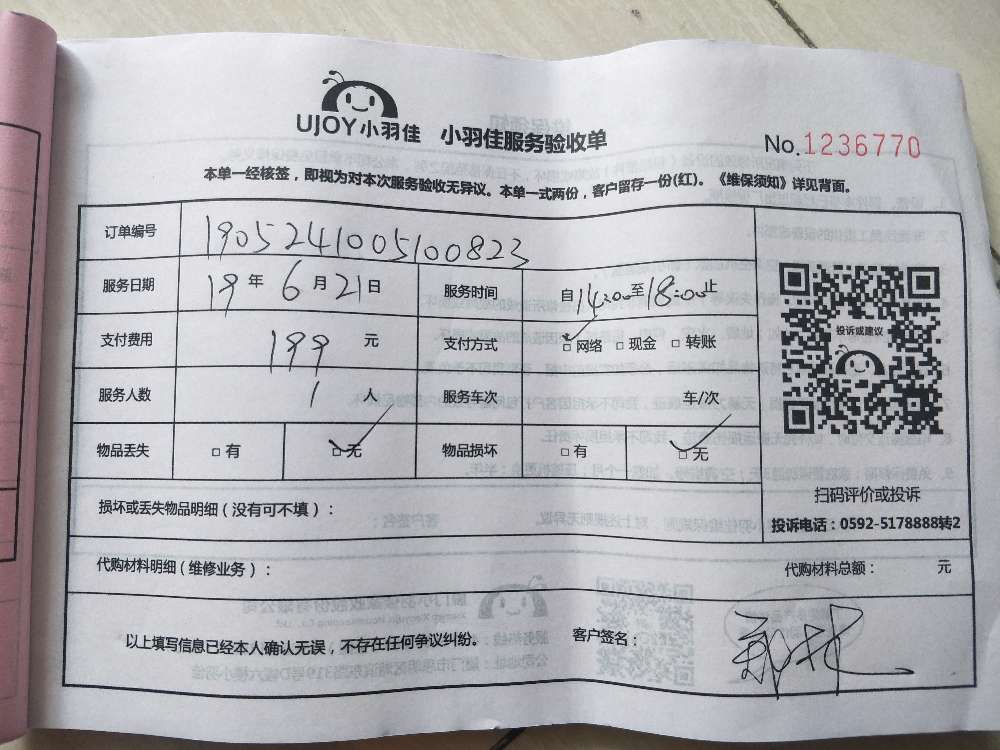 UJOY小羽佳 小羽佳服务验收单
No.1236770
本单一经核签，即视为对本次服务验收无异议。本单一式两份，客户留存一份(红)。《维保须知》详见背面。
订单编号 1905241005100823
服务日期 19年6月21日 服务时间 自14:00至18:00止
支付费用 199 元 支付方式 □网络 □现金 □转账
服务人数 1 人 服务车次 车/次
物品丢失 □有 □无 物品损坏 □有 □无
投诉或建议
扫码评价或投诉
投诉电话：0592-5178888转2
损坏或丢失物品明细（没有可不填）：
代购材料明细（维修业务）： 代购材料总额： 元
以上填写信息已经本人确认无误，不存在任何争议纠纷。 客户签名：